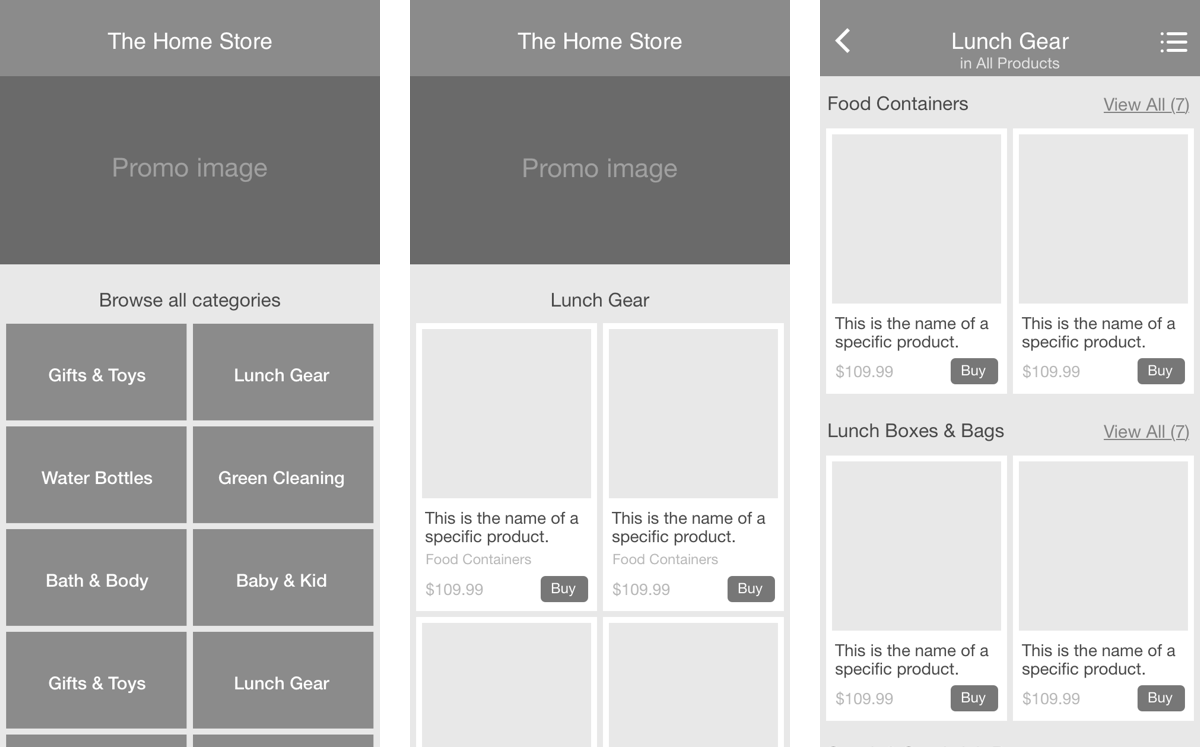 The Home Store
Promo image
Browse all categories
Gifts & Toys
Lunch Gear
Water Bottles
Green Cleaning
Bath & Body
Baby & Kid
Gifts & Toys
Lunch Gear
The Home Store
Promo image
Lunch Gear
This is the name of a
specific product.
Food Containers
$109.99
Buy
This is the name of a
specific product.
Food Containers
$109.99
Buy
Lunch Gear
in All Products
Food Containers
View All (7)
This is the name of a
specific product.
$109.99
Buy
This is the name of a
specific product.
$109.99
Buy
Lunch Boxes & Bags
View All (7)
This is the name of a
specific product.
$109.99
Buy
This is the name of a
specific product.
$109.99
Buy